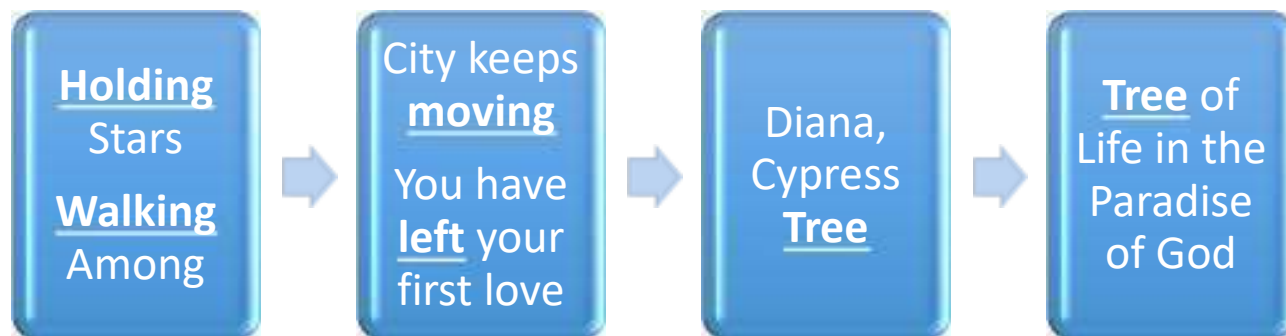 Holding
Stars
Walking
Among
City keeps
moving
You have
left your
first love
Diana,
Cypress
Tree
Tree of
Life in the
Paradise
of God